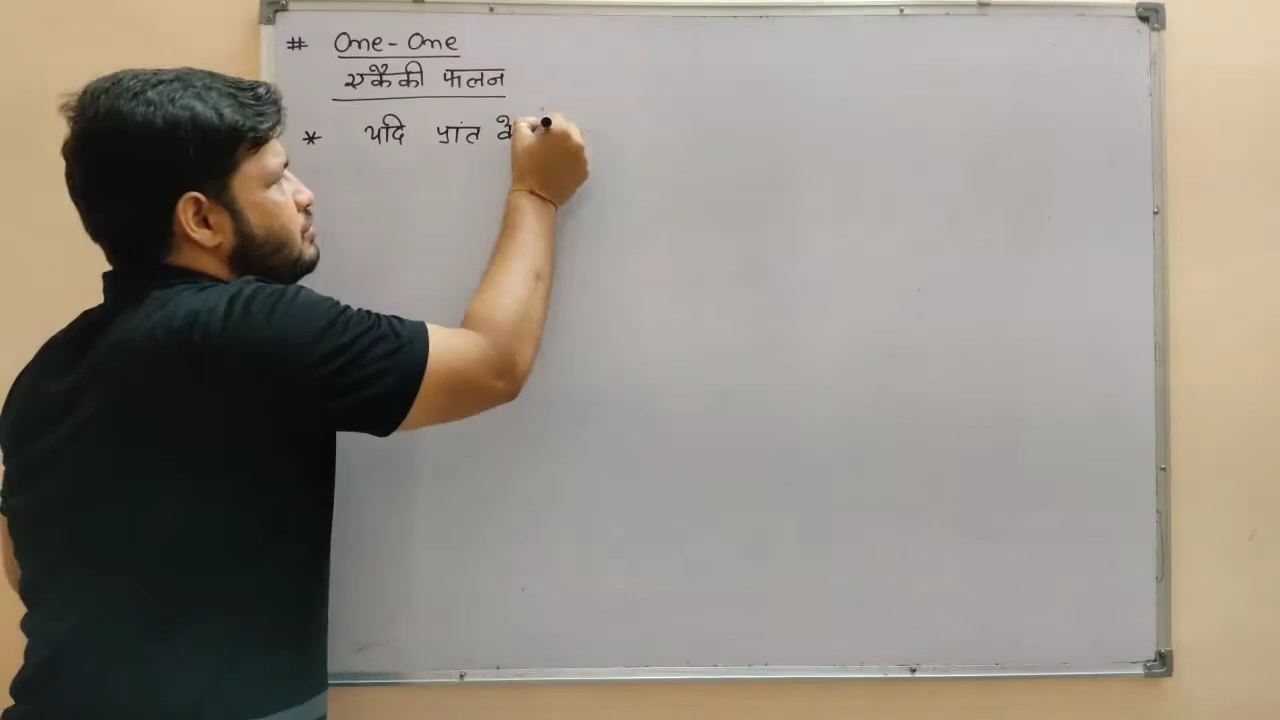 # One-One
एकैकी फलन
* यदि प्रांत के